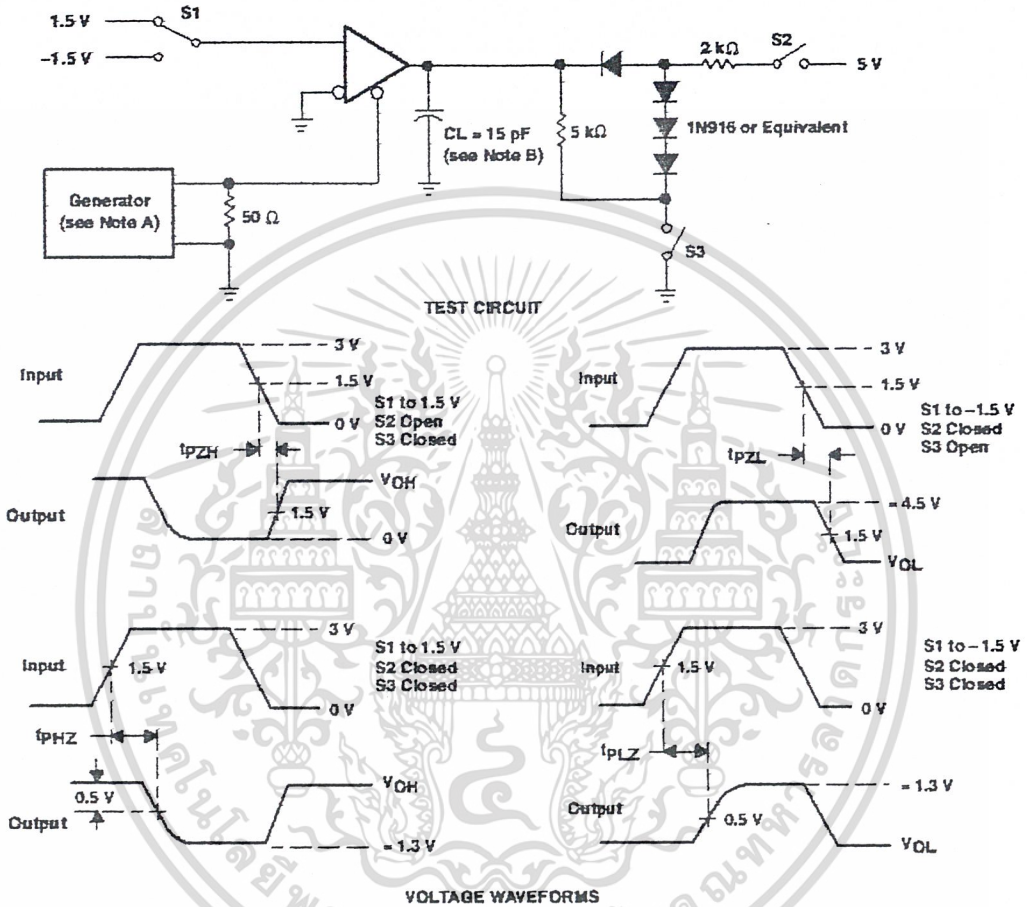 1.5 V
S1
-1.5 V
2 kΩ
S2
5 V
CL = 15 pF
(see Note B)
5 kΩ
1N916 or Equivalent
Generator
(see Note A)
50 Ω
S3
TEST CIRCUIT
Input
3 V
1.5 V
0 V
S1 to 1.5 V
S2 Open
S3 Closed
tPZH
Output
VOH
1.5 V
0 V
Input
3 V
1.5 V
0 V
S1 to -1.5 V
S2 Closed
S3 Open
tPZL
Output
= 4.5 V
1.5 V
VOL
Input
3 V
1.5 V
0 V
S1 to 1.5 V
S2 Closed
S3 Closed
tPHZ
0.5 V
Output
VOH
= 1.3 V
Input
3 V
1.5 V
0 V
S1 to -1.5 V
S2 Closed
S3 Closed
tPLZ
Output
= 1.3 V
0.5 V
VOL
VOLTAGE WAVEFORMS